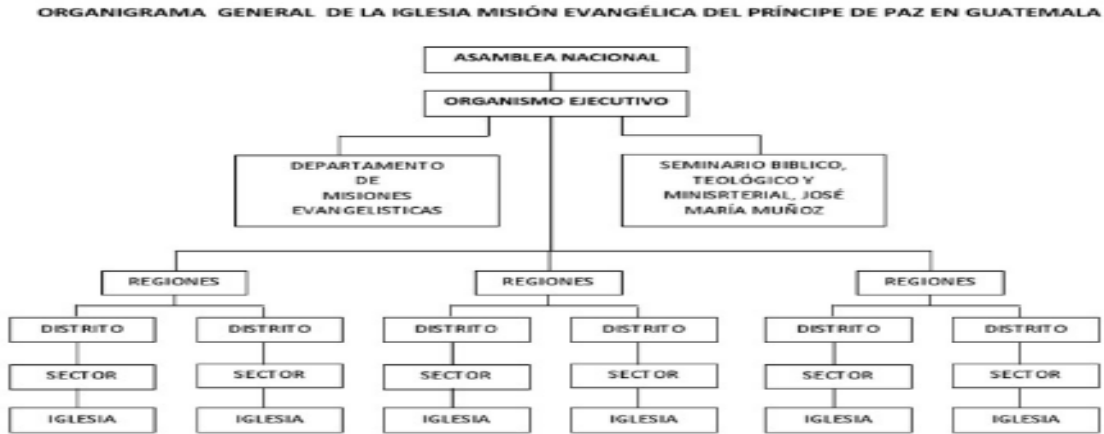 ORGANIGRAMA GENERAL DE LA IGLESIA MISIÓN EVANGÉLICA DEL PRÍNCIPE DE PAZ EN GUATEMALA
ASAMBLEA NACIONAL
ORGANISMO EJECUTIVO
DEPARTAMENTO
DE
MISIONES
EVANGELISTICAS
SEMINARIO BIBLICO,
TEOLÓGICO Y
MINISRTERIAL, JOSÉ
MARÍA MUÑOZ
REGIONES
REGIONES
REGIONES
DISTRITO
DISTRITO
DISTRITO
DISTRITO
DISTRITO
DISTRITO
SECTOR
SECTOR
SECTOR
SECTOR
SECTOR
SECTOR
IGLESIA
IGLESIA
IGLESIA
IGLESIA
IGLESIA
IGLESIA